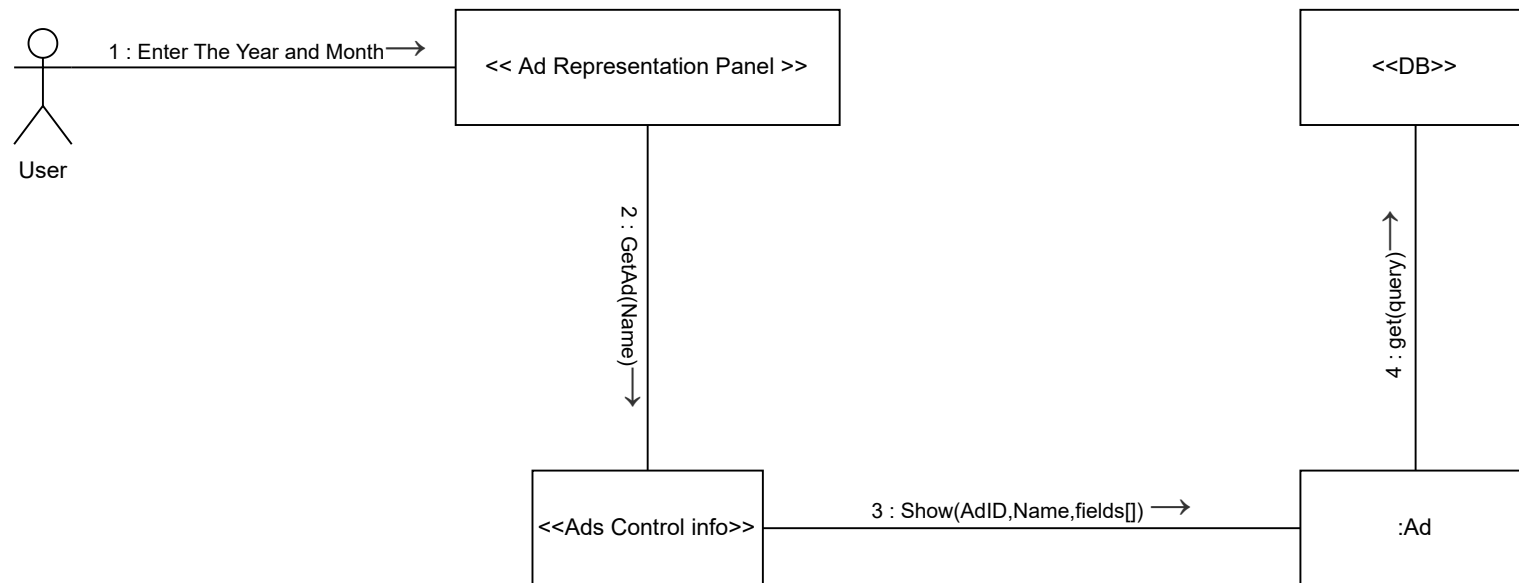 1 : Enter The Year and Month
<< Ad Representation Panel >>
<<DB>>
User
2 : GetAd(Name)
4 : get(query)
<<Ads Control info>>
3 : Show(AdID,Name,fields[])
:Ad